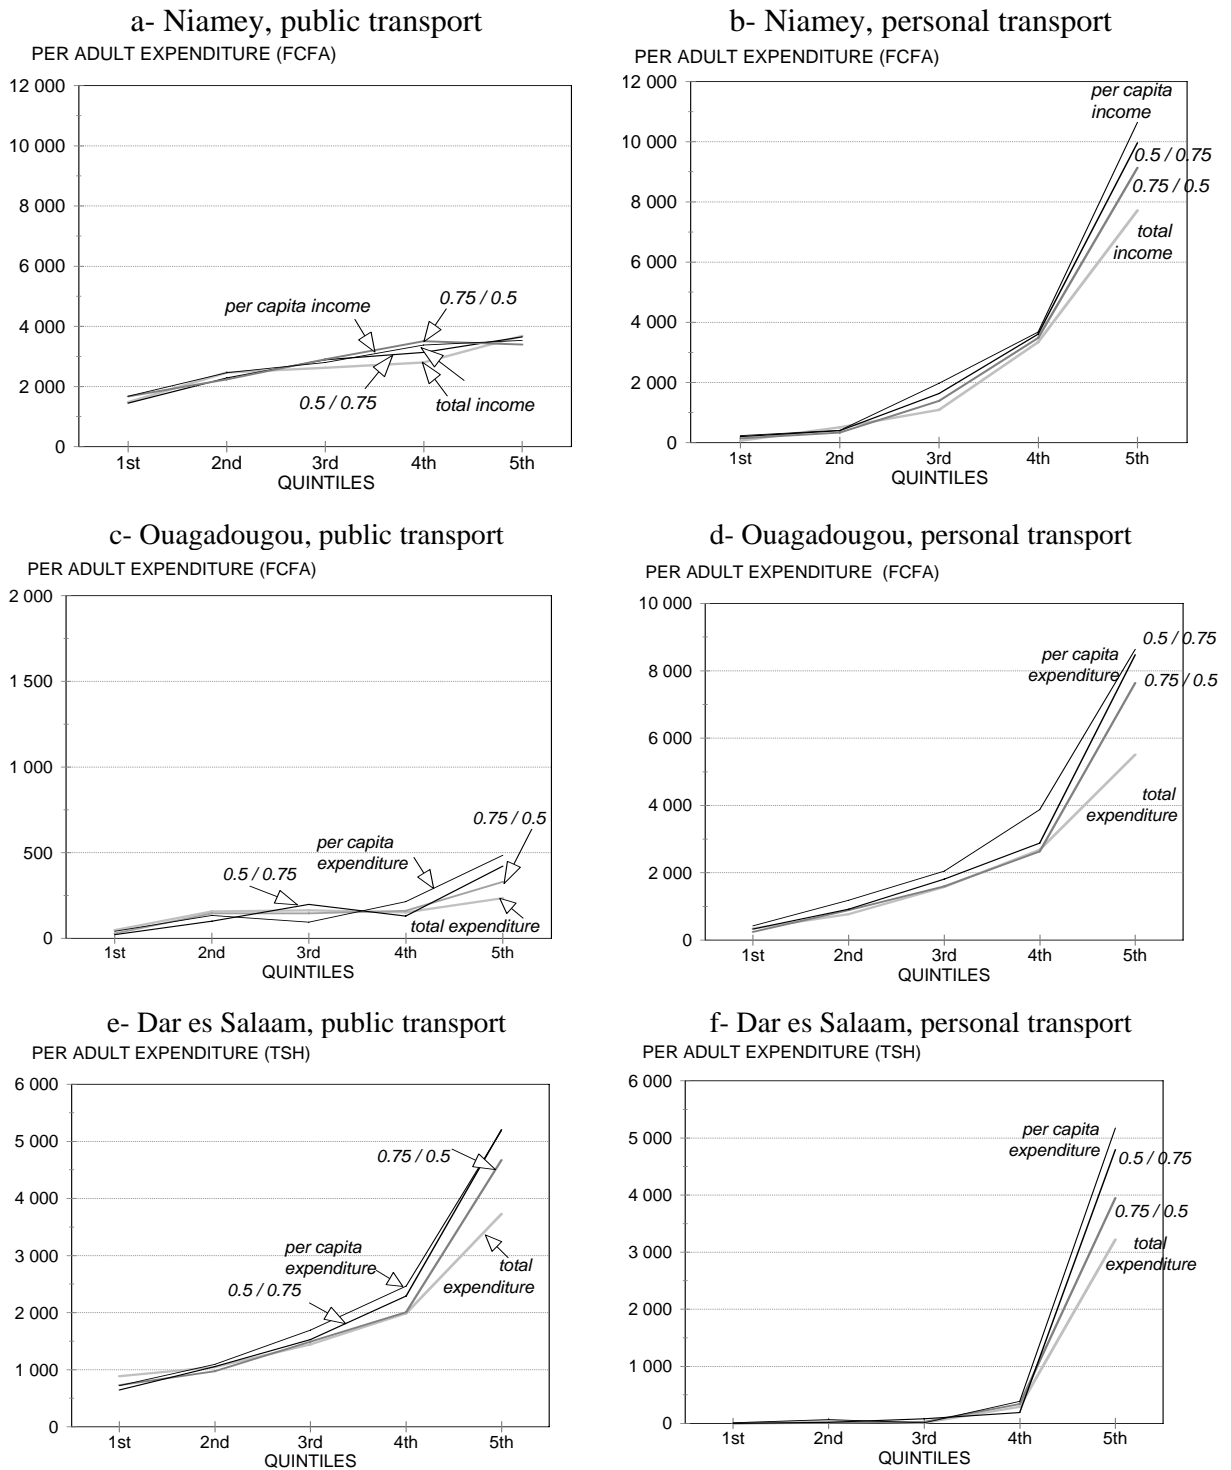 a- Niamey, public transport
PER ADULT EXPENDITURE (FCFA)
12 000
10 000
8 000
6 000
4 000
2 000
0
per capita income
0.75 / 0.5
0.5 / 0.75
total income
1st 2nd 3rd 4th 5th
QUINTILES
b- Niamey, personal transport
PER ADULT EXPENDITURE (FCFA)
12 000
10 000
8 000
6 000
4 000
2 000
0
per capita
income
0.5 / 0.75
0.75 / 0.5
total
income
1st 2nd 3rd 4th 5th
QUINTILES
c- Ouagadougou, public transport
PER ADULT EXPENDITURE (FCFA)
2 000
1 500
1 000
500
0
0.75 / 0.5
per capita
expenditure
0.5 / 0.75
total expenditure
1st 2nd 3rd 4th 5th
QUINTILES
d- Ouagadougou, personal transport
PER ADULT EXPENDITURE (FCFA)
10 000
8 000
6 000
4 000
2 000
0
0.5 / 0.75
per capita
expenditure
0.75 / 0.5
total
expenditure
1st 2nd 3rd 4th 5th
QUINTILES
e- Dar es Salaam, public transport
PER ADULT EXPENDITURE (TSH)
6 000
5 000
4 000
3 000
2 000
1 000
0
0.75 / 0.5
per capita
expenditure
0.5 / 0.75
total
expenditure
1st 2nd 3rd 4th 5th
QUINTILES
f- Dar es Salaam, personal transport
PER ADULT EXPENDITURE (TSH)
6 000
5 000
4 000
3 000
2 000
1 000
0
per capita
expenditure
0.5 / 0.75
0.75 / 0.5
total
expenditure
1st 2nd 3rd 4th 5th
QUINTILES